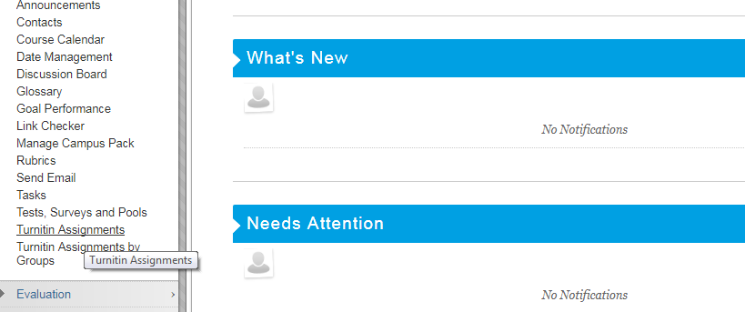 Announcements
Contacts
Course Calendar
Date Management
Discussion Board
Glossary
Goal Performance
Link Checker
Manage Campus Pack
Rubrics
Send Email
Tasks
Tests, Surveys and Pools
Turnitin Assignments
Turnitin Assignments by
Groups
Turnitin Assignments
Evaluation
What's New
No Notifications
Needs Attention
No Notifications